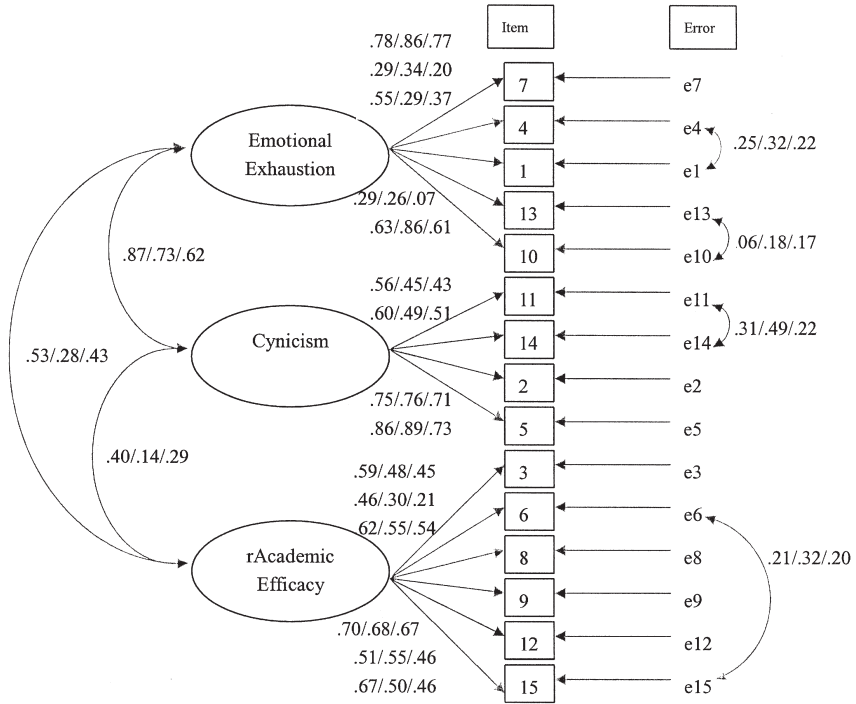 Item
Error
.78/.86/.77
.29/.34/.20
.55/.29/.37
7
e7
4
e4
.25/.32/.22
Emotional
Exhaustion
1
e1
.29/.26/.07
13
e13
.63/.86/.61
.06/.18/.17
10
e10
.87/.73/.62
.56/.45/.43
11
e11
.60/.49/.51
.31/.49/.22
Cynicism
14
e14
.53/.28/.43
2
e2
.75/.76/.71
.86/.89/.73
5
e5
.40/.14/.29
.59/.48/.45
3
e3
.46/.30/.21
6
e6
.62/.55/.54
rAcademic
Efficacy
8
e8
.21/.32/.20
9
e9
.70/.68/.67
12
e12
.51/.55/.46
.67/.50/.46
15
e15